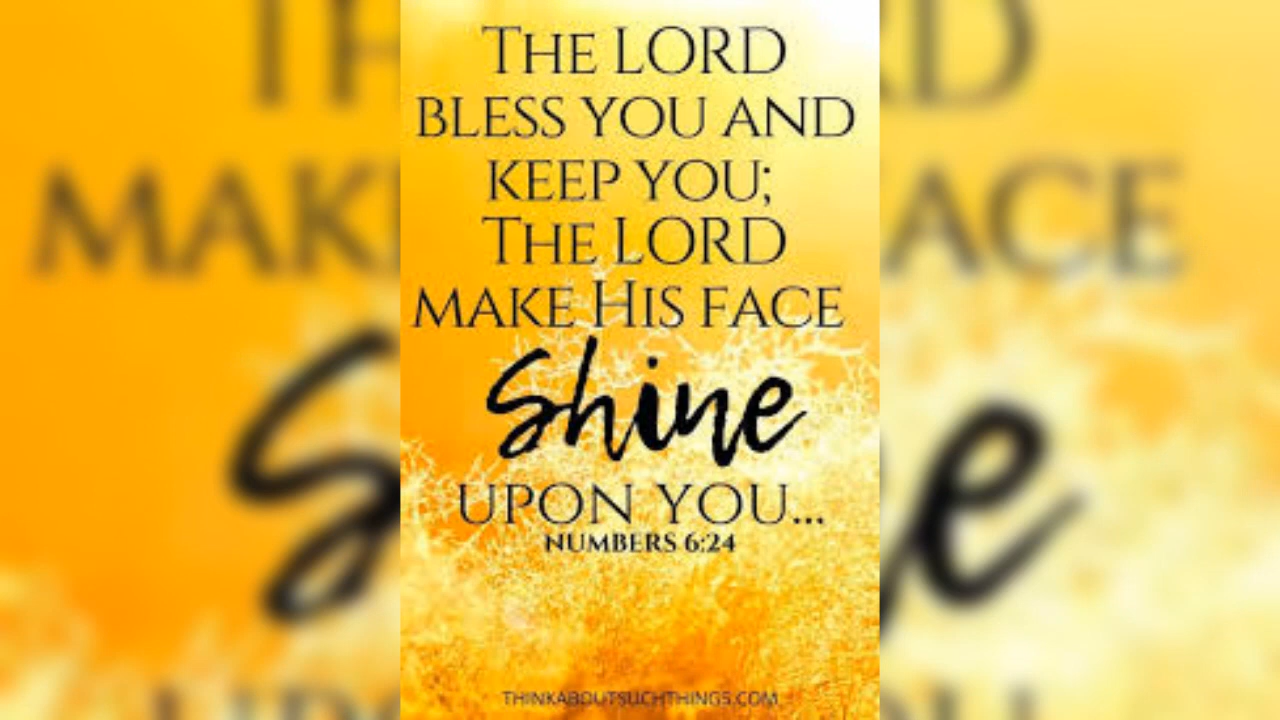 The LORD
BLESS YOU AND
KEEP YOU;
The LORD
MAKE HIS FACE
Shine
UPON YOU...
NUMBERS 6:24
THINKABOUTSUCHTHINGS.COM